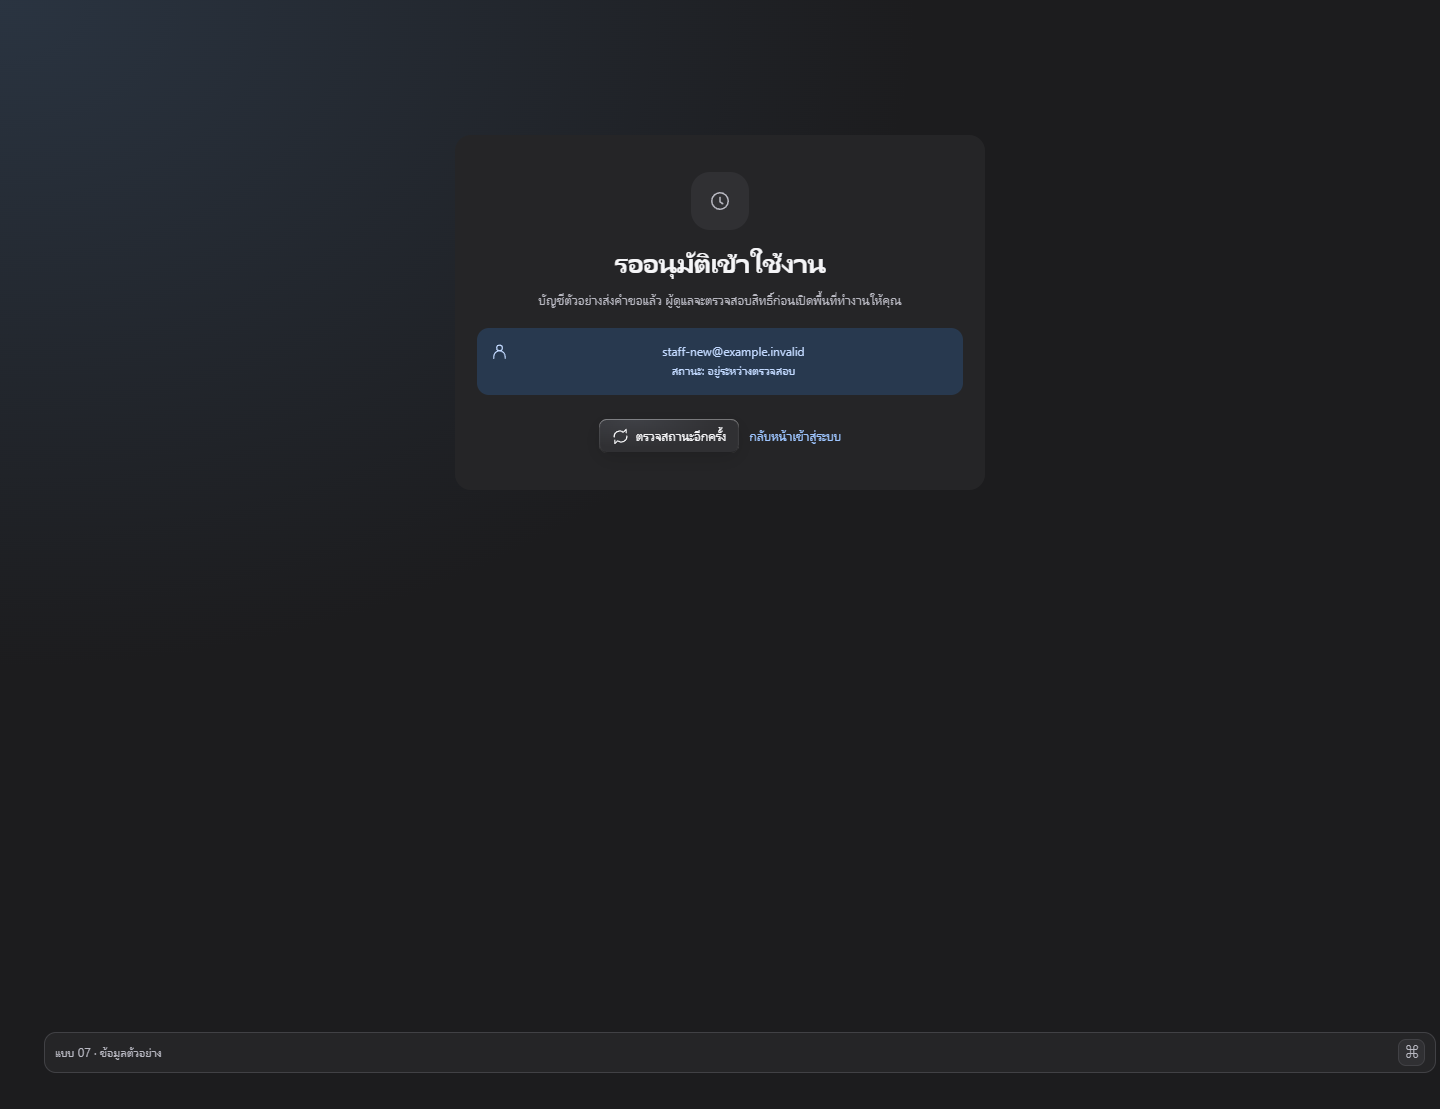 รออนุมัติเข้าใช้งาน
บัญชีตัวอย่างส่งคำขอแล้ว ผู้ดูแลจะตรวจสอบสิทธิ์ก่อนเปิดพื้นที่ทำงานให้คุณ
staff-new@example.invalid
สถานะ: อยู่ระหว่างตรวจสอบ
ตรวจสถานะอีกครั้ง กลับหน้าเข้าสู่ระบบ
แบบ 07 · ข้อมูลตัวอย่าง